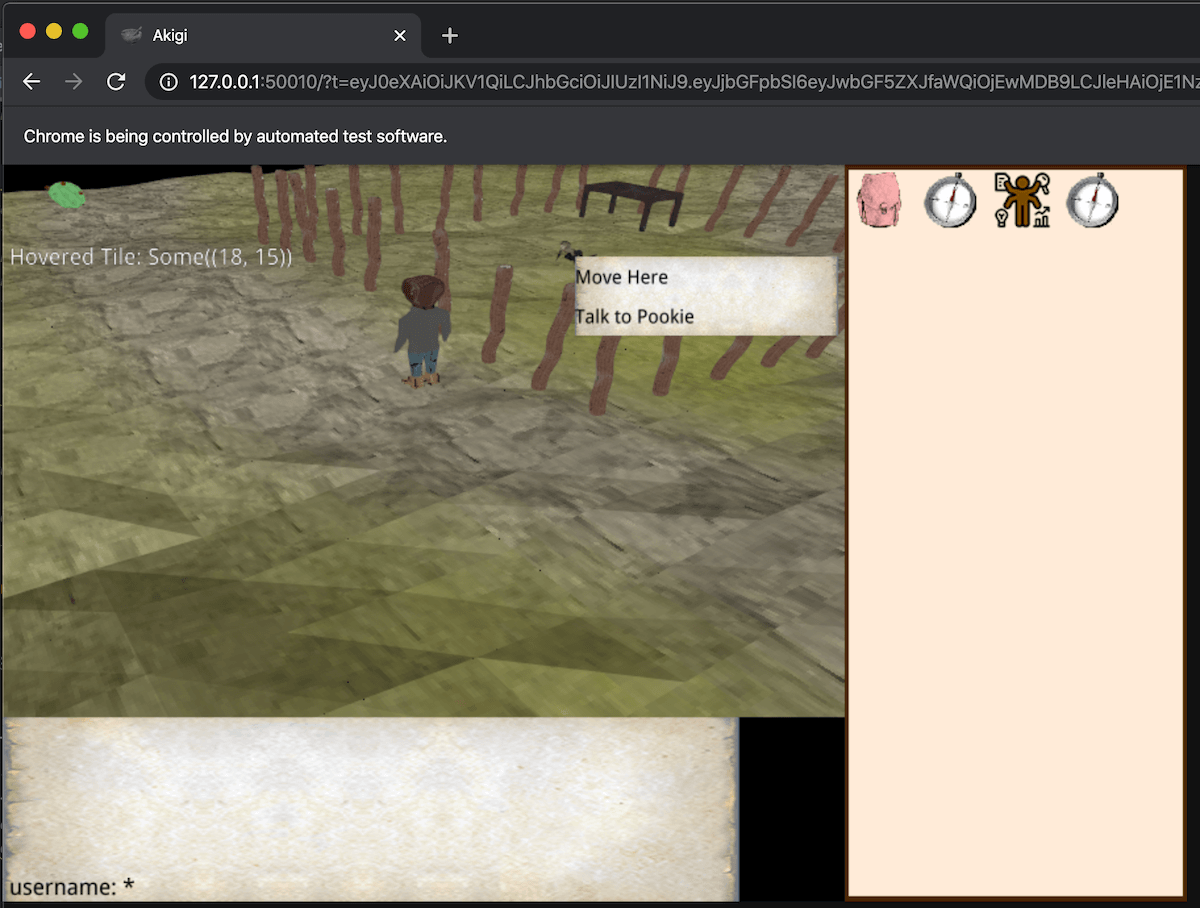 Akigi
127.0.0.1:50010/?t=eyJ0eXAiOiJKV1QiLCJhbGciOiJIUzI1NiJ9.eyJjbGFpbSI6eyJwbGF5ZXJfaWQiOjEwMDB9LCJleHAiOjE1Nz
Chrome is being controlled by automated test software.
Hovered Tile: Some((18, 15))
Move Here
Talk to Pookie
username: *